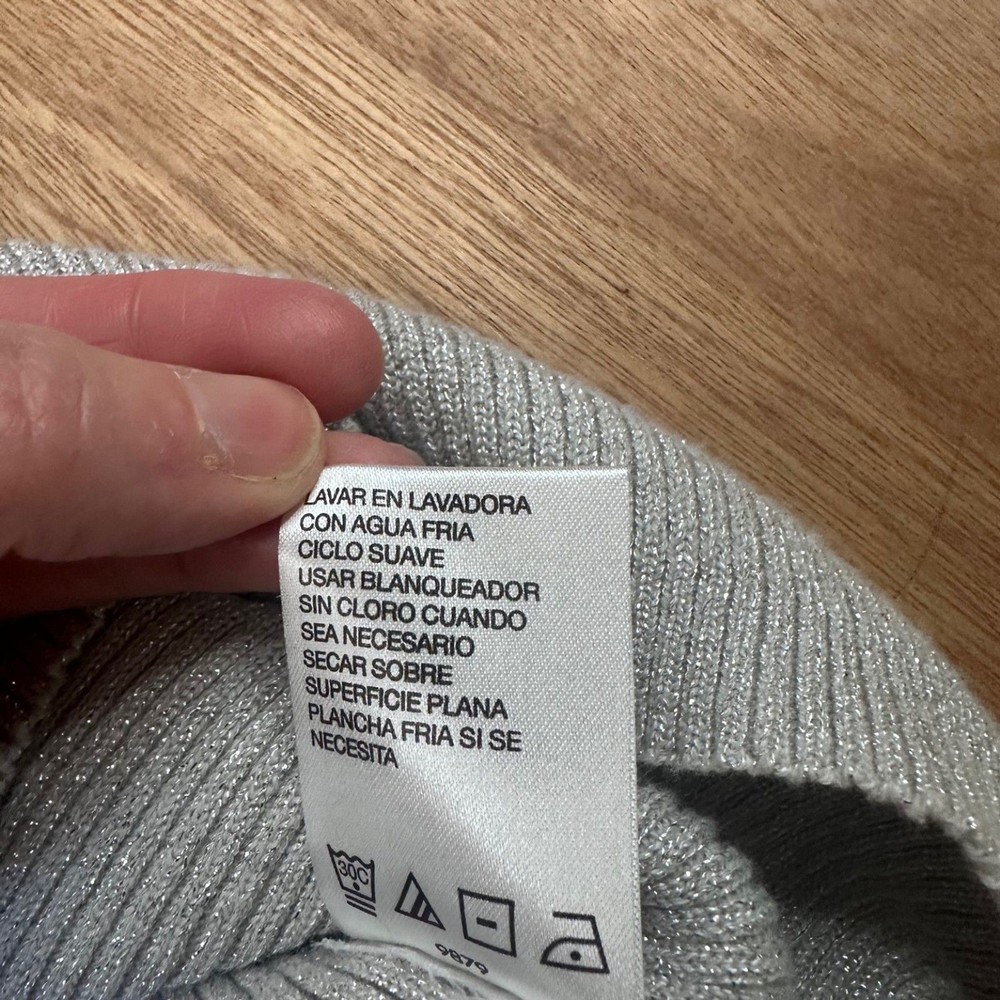 LAVAR EN LAVADORA
CON AGUA FRIA
CICLO SUAVE
USAR BLANQUEADOR
SIN CLORO CUANDO
SEA NECESARIO
SECAR SOBRE
SUPERFICIE PLANA
PLANCHA FRIA SI SE
NECESITA
30C
9879